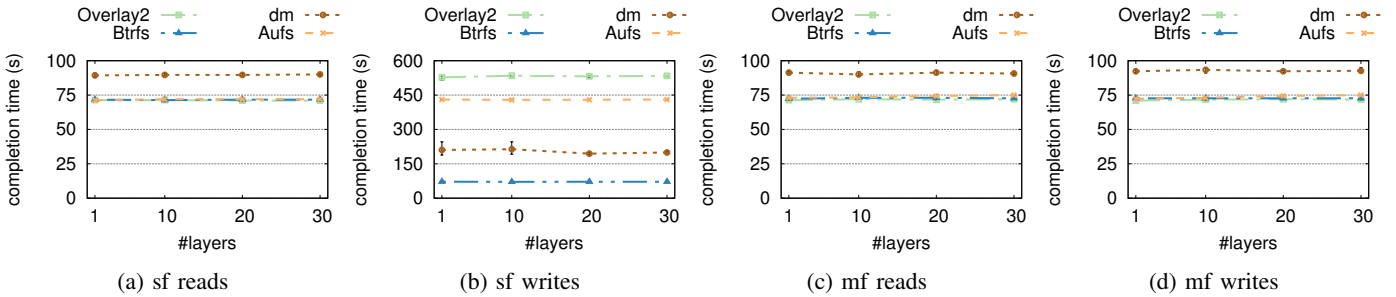 Overlay2 dm
Btrfs Aufs
completion time (s)
100
75
50
25
0
1 10 20 30
#layers
(a) sf reads
Overlay2 dm
Btrfs Aufs
completion time (s)
600
450
300
150
0
1 10 20 30
#layers
(b) sf writes
Overlay2 dm
Btrfs Aufs
completion time (s)
100
75
50
25
0
1 10 20 30
#layers
(c) mf reads
Overlay2 dm
Btrfs Aufs
completion time (s)
100
75
50
25
0
1 10 20 30
#layers
(d) mf writes